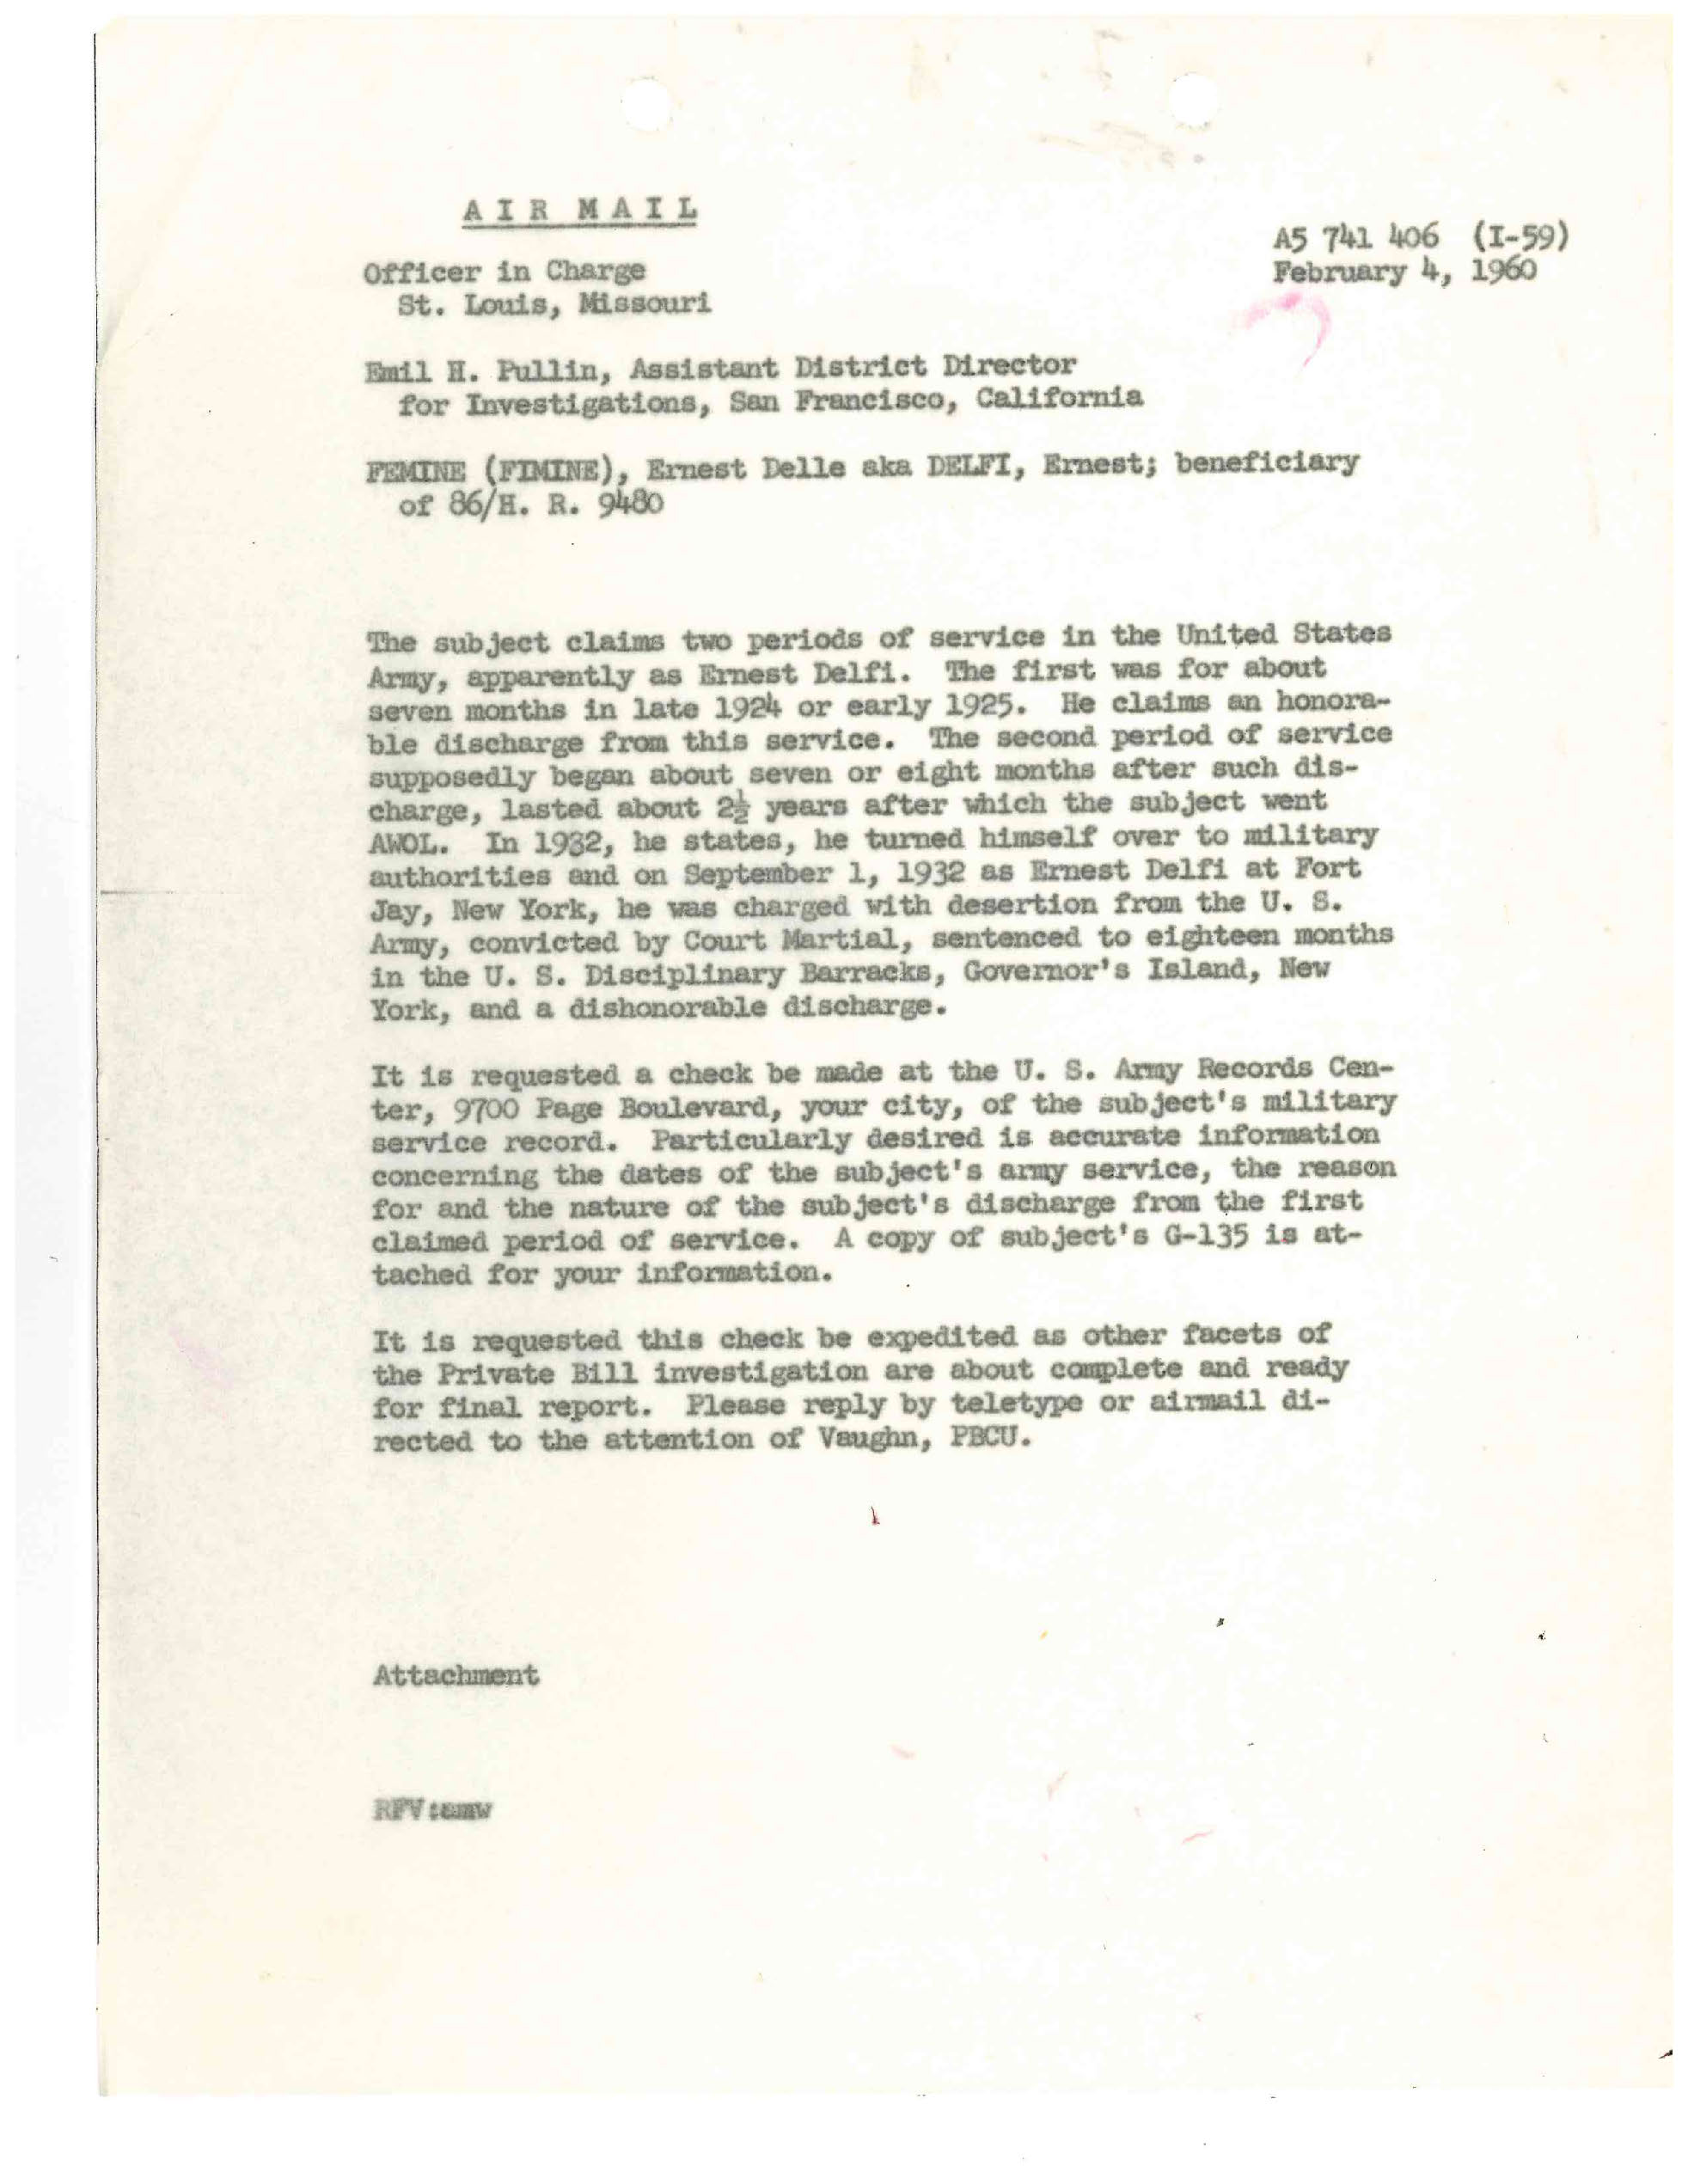 AIR MAIL
A5 741 406 (I-59)
February 4, 1960
Officer in Charge
St. Louis, Missouri
Emil H. Pullin, Assistant District Director
for Investigations, San Francisco, California
FEMINE (FIMINE), Ernest Delle aka DELFI, Ernest; beneficiary
of 86/H. R. 9480
The subject claims two periods of service in the United States
Army, apparently as Ernest Delfi. The first was for about
seven months in late 1924 or early 1925. He claims an honora-
ble discharge from this service. The second period of service
supposedly began about seven or eight months after such dis-
charge, lasted about 2½ years after which the subject went
AWOL. In 1932, he states, he turned himself over to military
authorities and on September 1, 1932 as Ernest Delfi at Fort
Jay, New York, he was charged with desertion from the U. S.
Army, convicted by Court Martial, sentenced to eighteen months
in the U. S. Disciplinary Barracks, Governor's Island, New
York, and a dishonorable discharge.
It is requested a check be made at the U. S. Army Records Cen-
ter, 9700 Page Boulevard, your city, of the subject's military
service record. Particularly desired is accurate information
concerning the dates of the subject's army service, the reason
for and the nature of the subject's discharge from the first
claimed period of service. A copy of subject's G-135 is at-
tached for your information.
It is requested this check be expedited as other facets of
the Private Bill investigation are about complete and ready
for final report. Please reply by teletype or airmail di-
rected to the attention of Vaughn, PBCU.
Attachment
RFV:emw